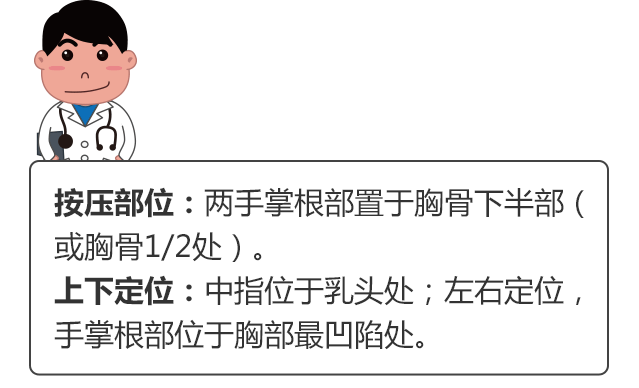 按压部位：两手掌根部置于胸骨下半部（
或胸骨1/2处）。
上下定位：中指位于乳头处；左右定位，
手掌根部位于胸部最凹陷处。